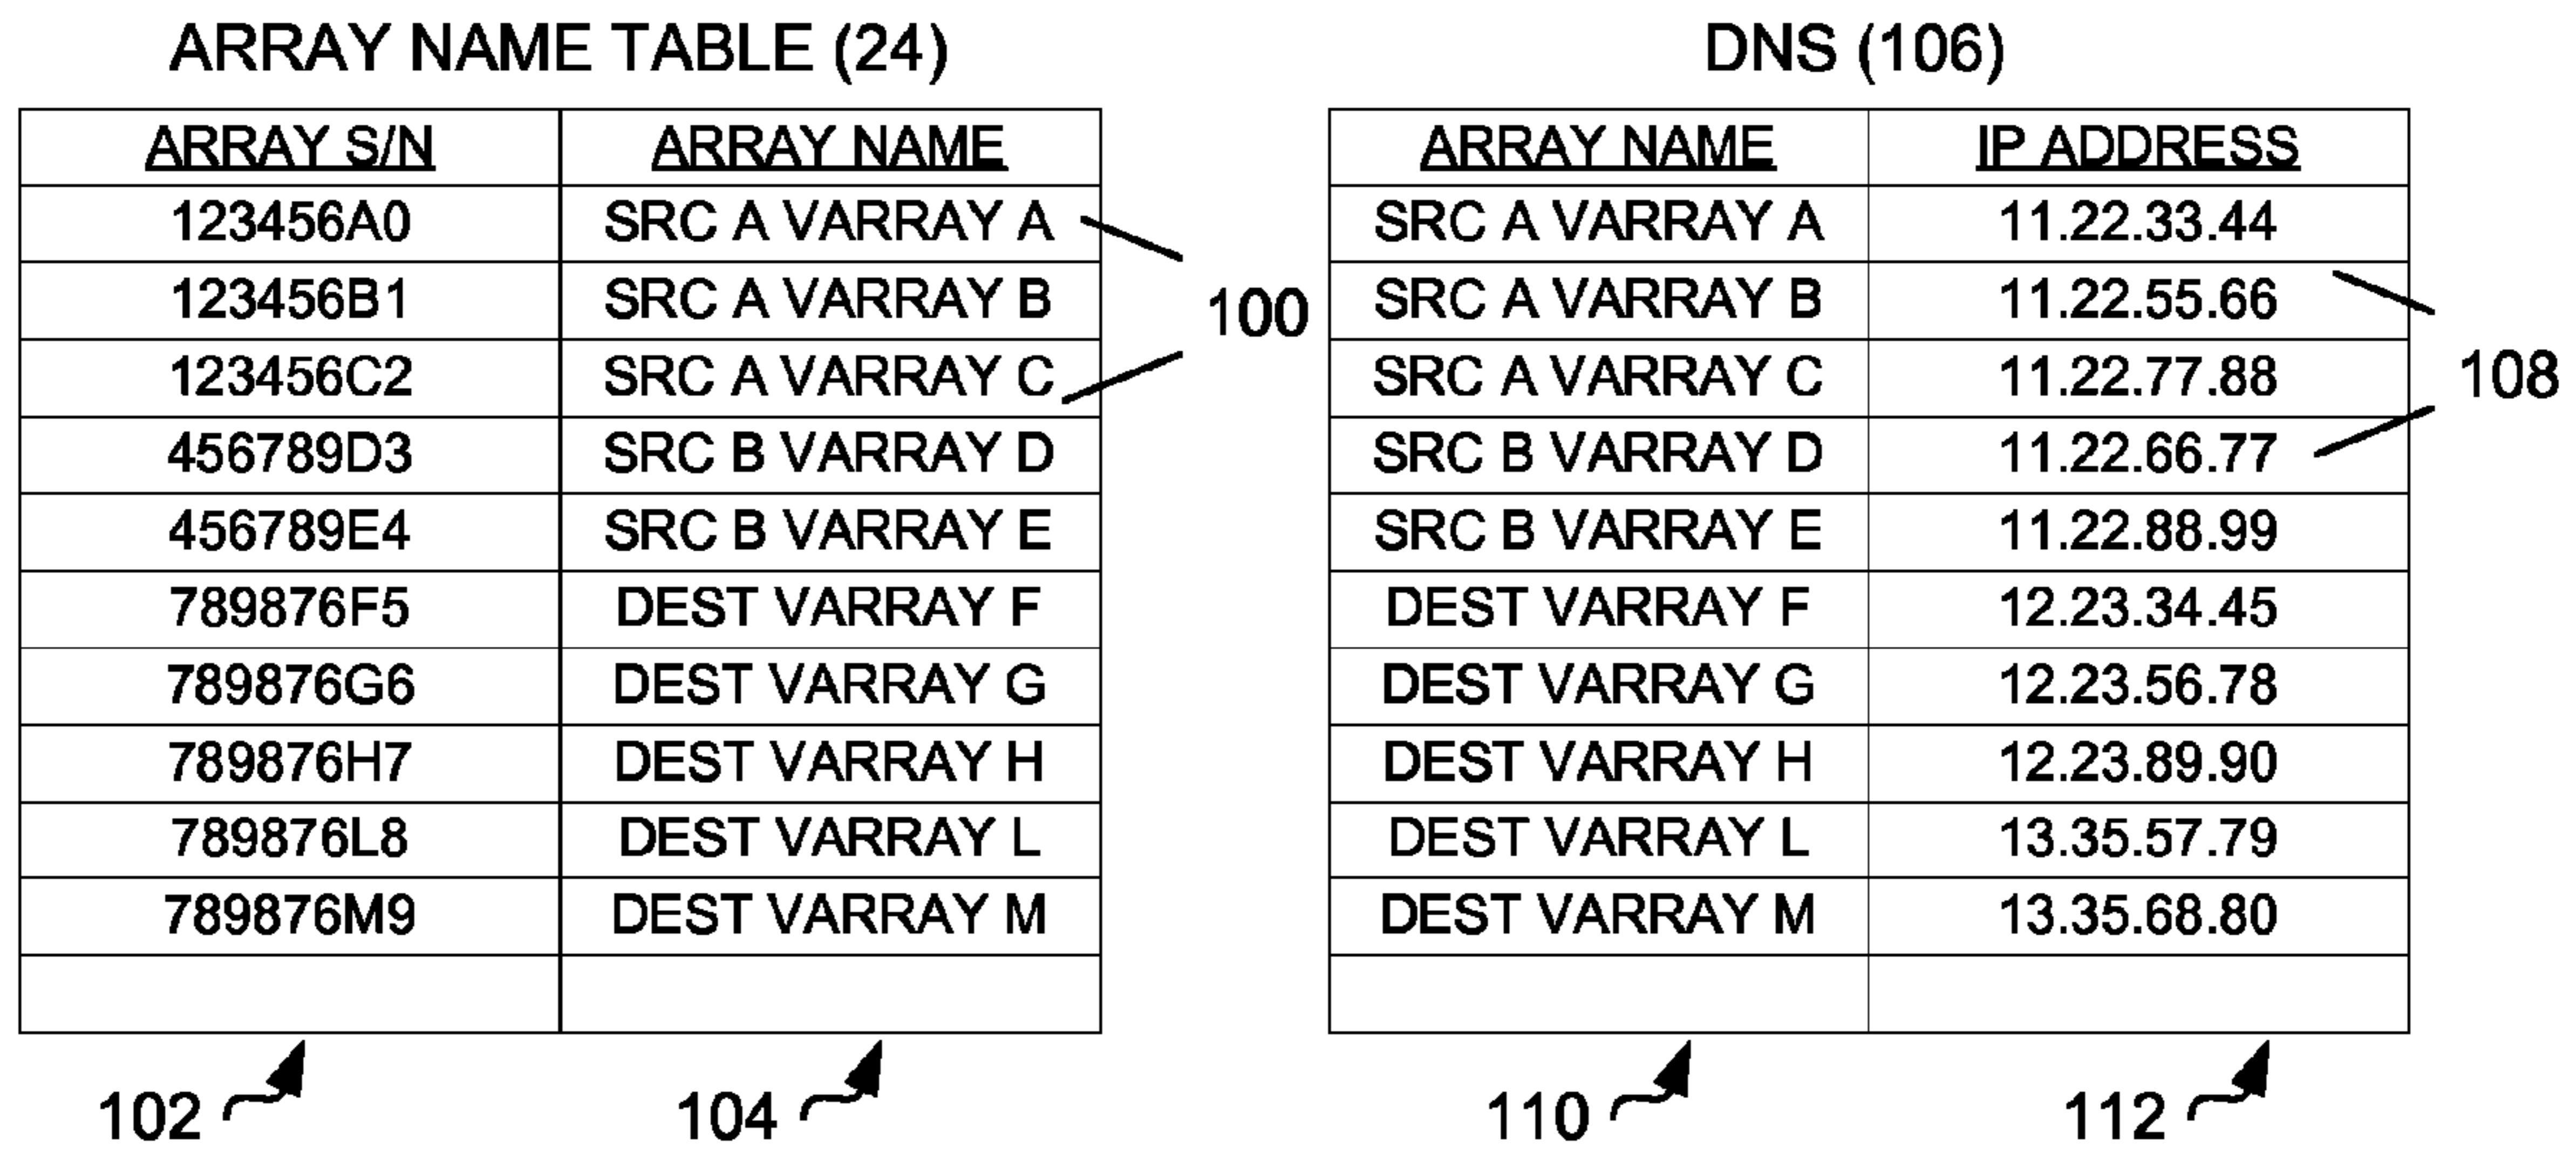 ARRAY NAME TABLE (24)
ARRAY S/N ARRAY NAME
123456A0 SRC A VARRAY A
123456B1 SRC A VARRAY B
123456C2 SRC A VARRAY C
456789D3 SRC B VARRAY D
456789E4 SRC B VARRAY E
789876F5 DEST VARRAY F
789876G6 DEST VARRAY G
789876H7 DEST VARRAY H
789876L8 DEST VARRAY L
789876M9 DEST VARRAY M
100
102 104
DNS (106)
ARRAY NAME IP ADDRESS
SRC A VARRAY A 11.22.33.44
SRC A VARRAY B 11.22.55.66
SRC A VARRAY C 11.22.77.88
SRC B VARRAY D 11.22.66.77
SRC B VARRAY E 11.22.88.99
DEST VARRAY F 12.23.34.45
DEST VARRAY G 12.23.56.78
DEST VARRAY H 12.23.89.90
DEST VARRAY L 13.35.57.79
DEST VARRAY M 13.35.68.80
108
110 112